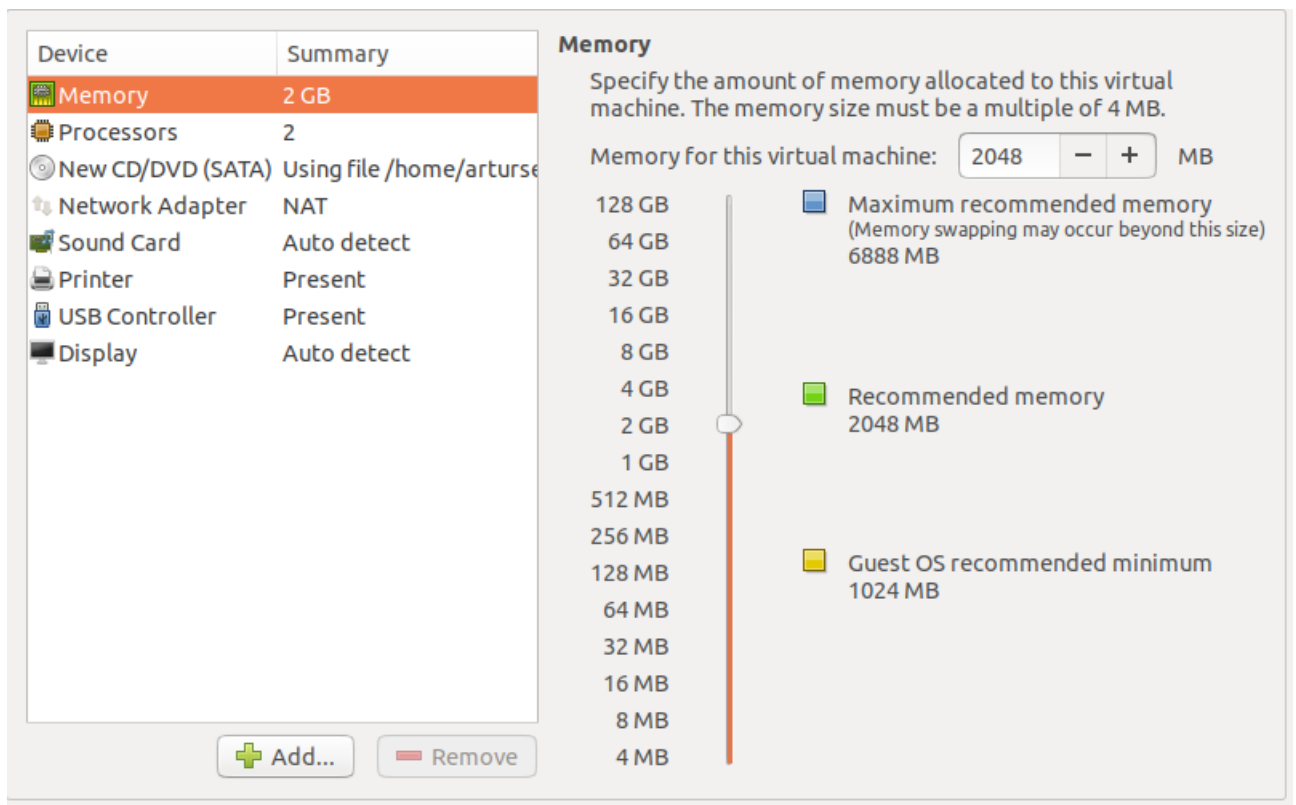 Device Summary
Memory 2 GB
Processors 2
New CD/DVD (SATA) Using file /home/arturse
Network Adapter NAT
Sound Card Auto detect
Printer Present
USB Controller Present
Display Auto detect
Add... Remove
Memory
Specify the amount of memory allocated to this virtual
machine. The memory size must be a multiple of 4 MB.
Memory for this virtual machine: 2048 − + MB
128 GB
64 GB
32 GB
16 GB
8 GB
4 GB
2 GB
1 GB
512 MB
256 MB
128 MB
64 MB
32 MB
16 MB
8 MB
4 MB
Maximum recommended memory
(Memory swapping may occur beyond this size)
6888 MB
Recommended memory
2048 MB
Guest OS recommended minimum
1024 MB